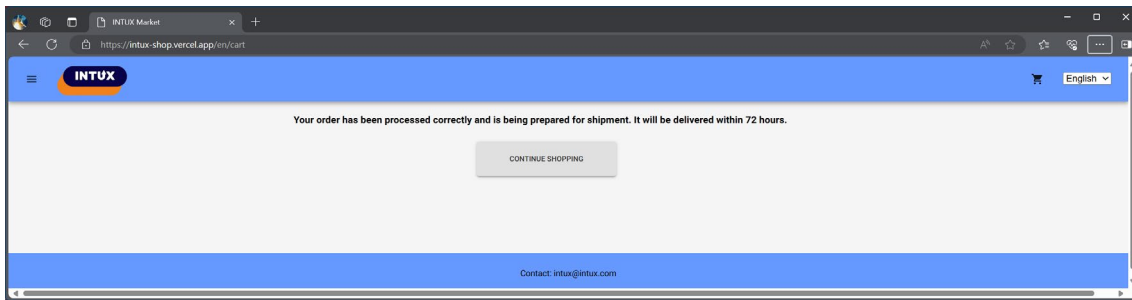 INTUX Market
https://intux-shop.vercel.app/en/cart
INTUX
English
Your order has been processed correctly and is being prepared for shipment. It will be delivered within 72 hours.
CONTINUE SHOPPING
Contact: intux@intux.com